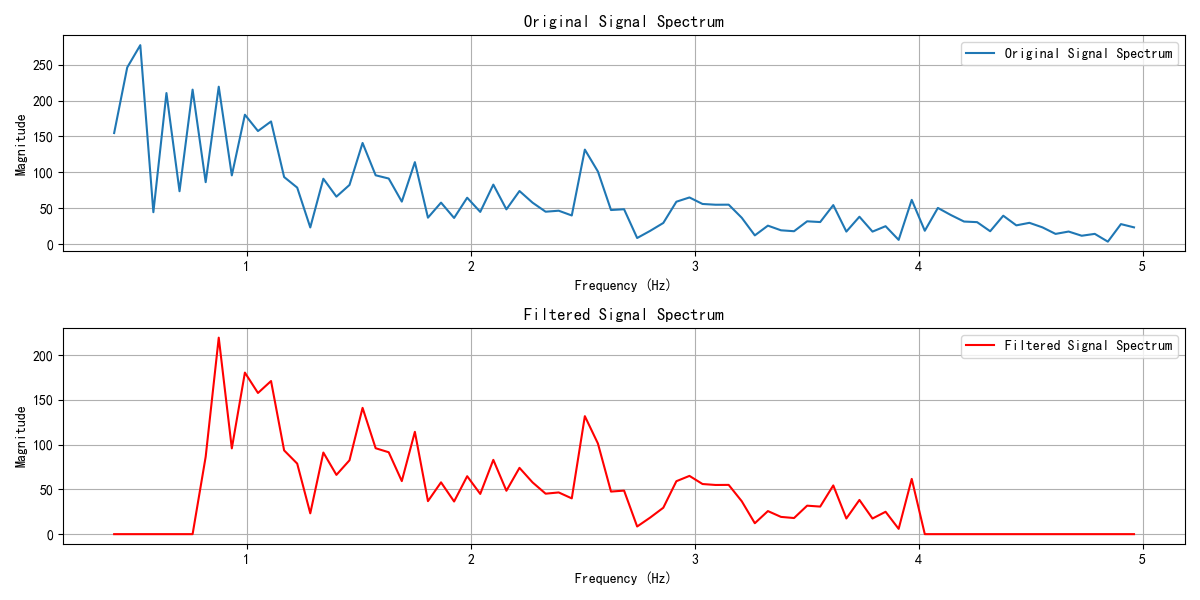 Original Signal Spectrum
Original Signal Spectrum
Magnitude
250
200
150
100
50
0
1 2 3 4 5
Frequency (Hz)
Filtered Signal Spectrum
Filtered Signal Spectrum
Magnitude
200
150
100
50
0
1 2 3 4 5
Frequency (Hz)